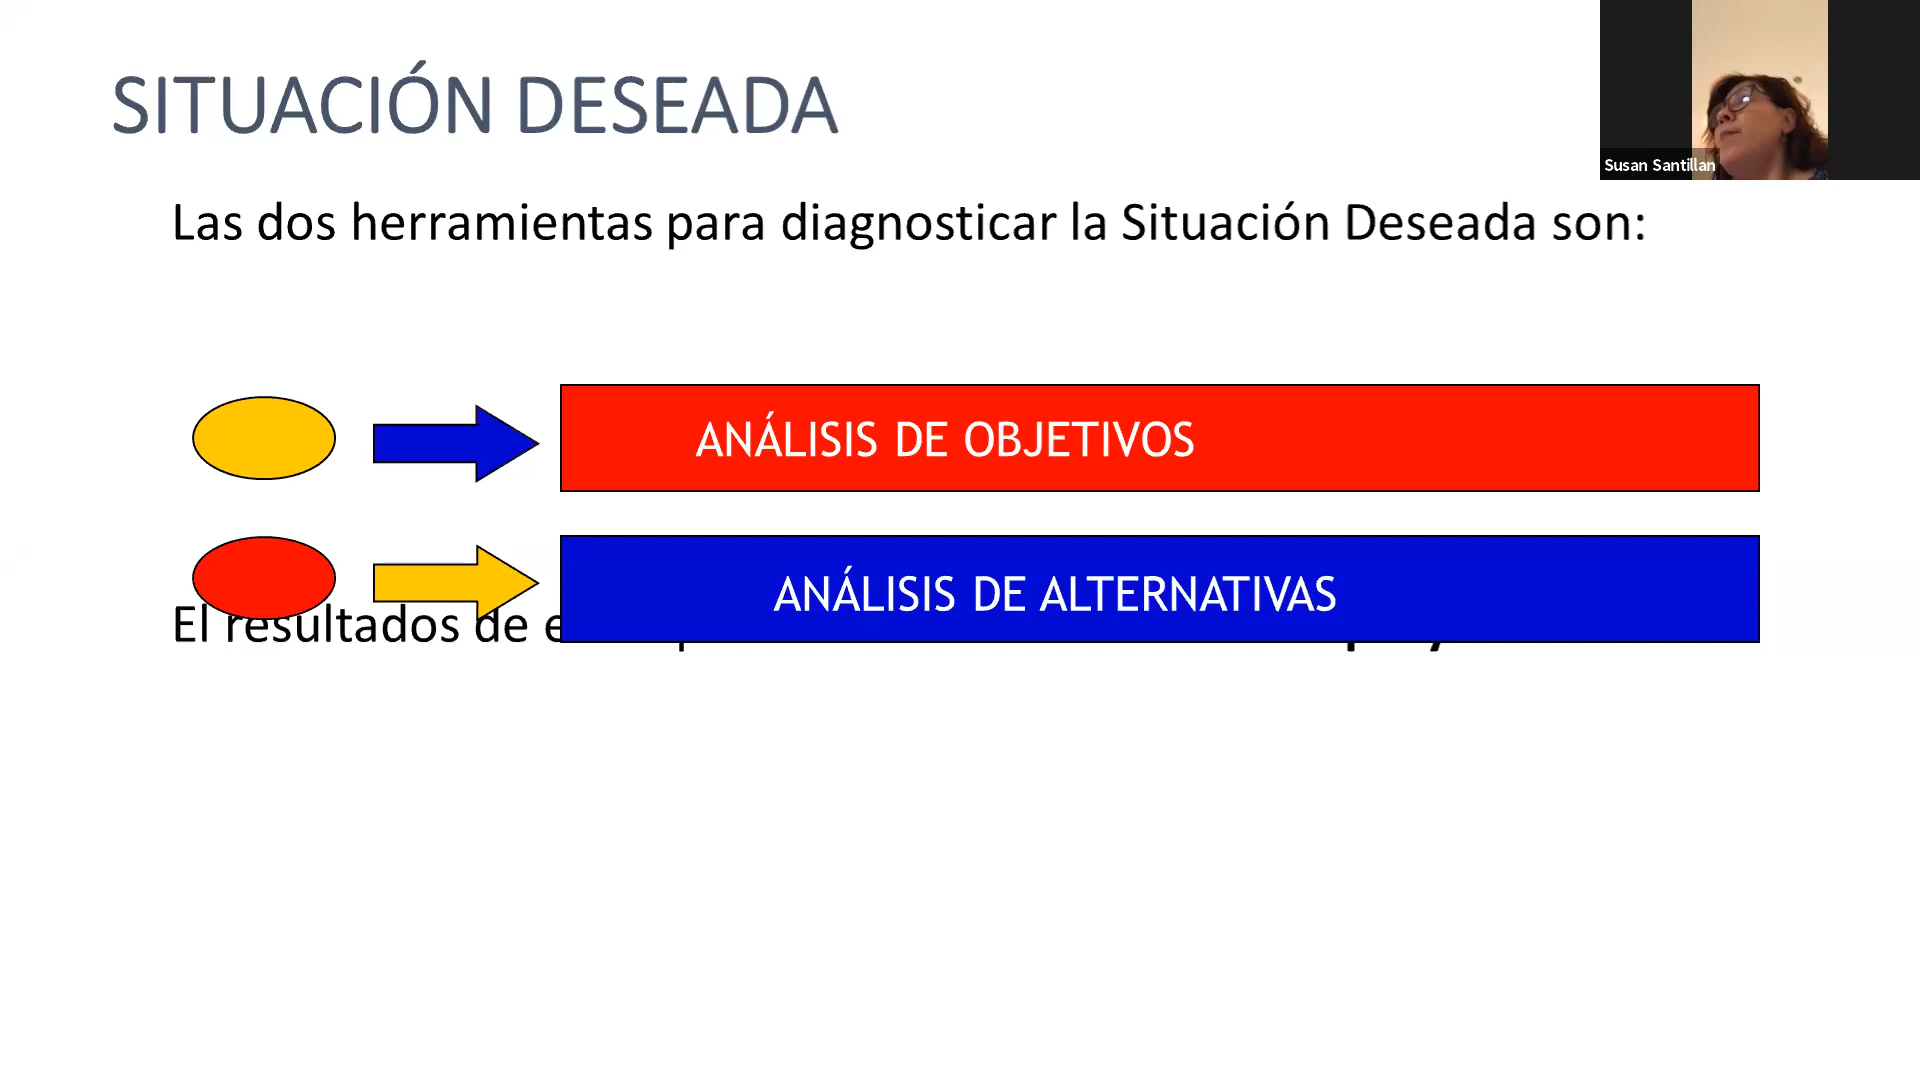 SITUACIÓN DESEADA
Susan Santillan
Las dos herramientas para diagnosticar la Situación Deseada son:
ANÁLISIS DE OBJETIVOS
ANÁLISIS DE ALTERNATIVAS
El resultados de